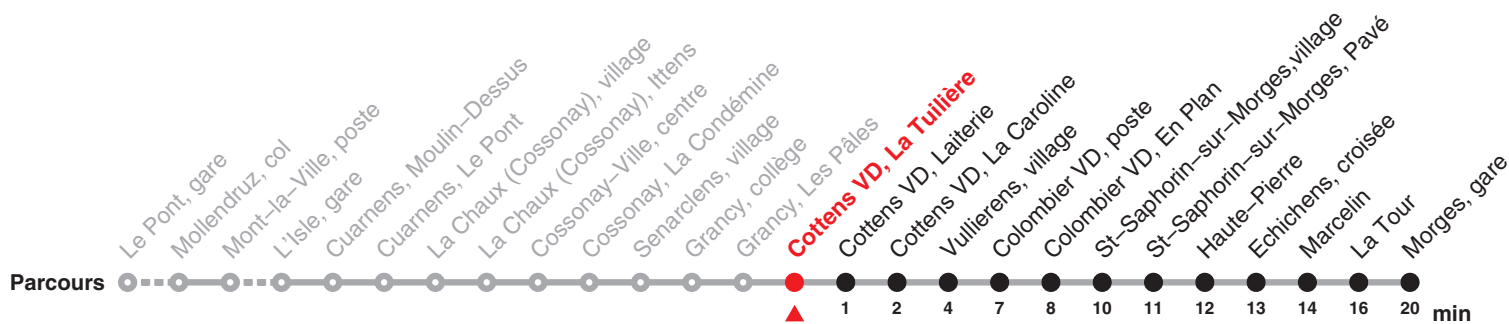 Le Pont, gare
Mollendruz, col
Mont–la–Ville, poste
L'Isle, gare
Cuarnens, Moulin–Dessus
Cuarnens, Le Pont
La Chaux (Cossonay), village
La Chaux (Cossonay), Ittens
Cossonay–Ville, centre
Cossonay, La Condémine
Senarclens, village
Grancy, collège
Grancy, Les Pâles
Cottens VD, La Tuilière
Cottens VD, Laiterie
Cottens VD, La Caroline
Vullierens, village
Colombier VD, poste
Colombier VD, En Plan
St–Saphorin–sur–Morges,village
St–Saphorin–sur–Morges, Pavé
Haute–Pierre
Echichens, croisée
Marcelin
La Tour
Morges, gare
Parcours
1 2 4 7 8 10 11 12 13 14 16 20 min